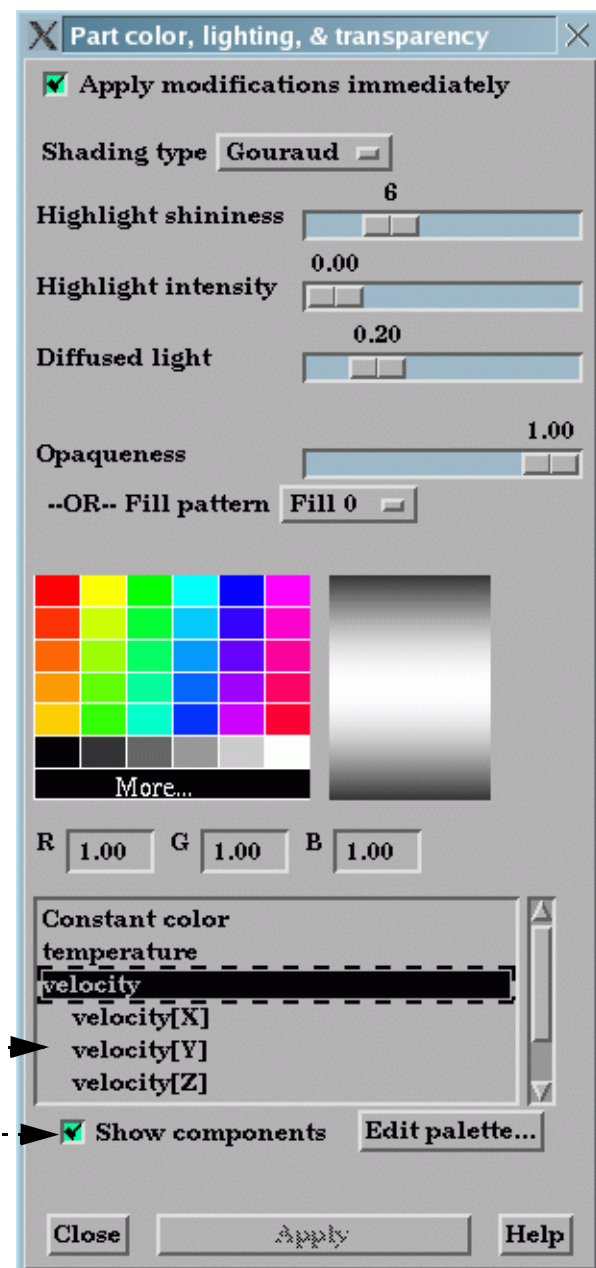 Part color, lighting, & transparency
Apply modifications immediately
Shading type Gouraud
6
Highlight shininess
0.00
Highlight intensity
0.20
Diffused light
1.00
Opaqueness
--OR-- Fill pattern Fill 0
More...
R 1.00 G 1.00 B 1.00
Constant color
temperature
velocity
velocity[X]
velocity[Y]
velocity[Z]
Show components Edit palette...
Close Apply Help